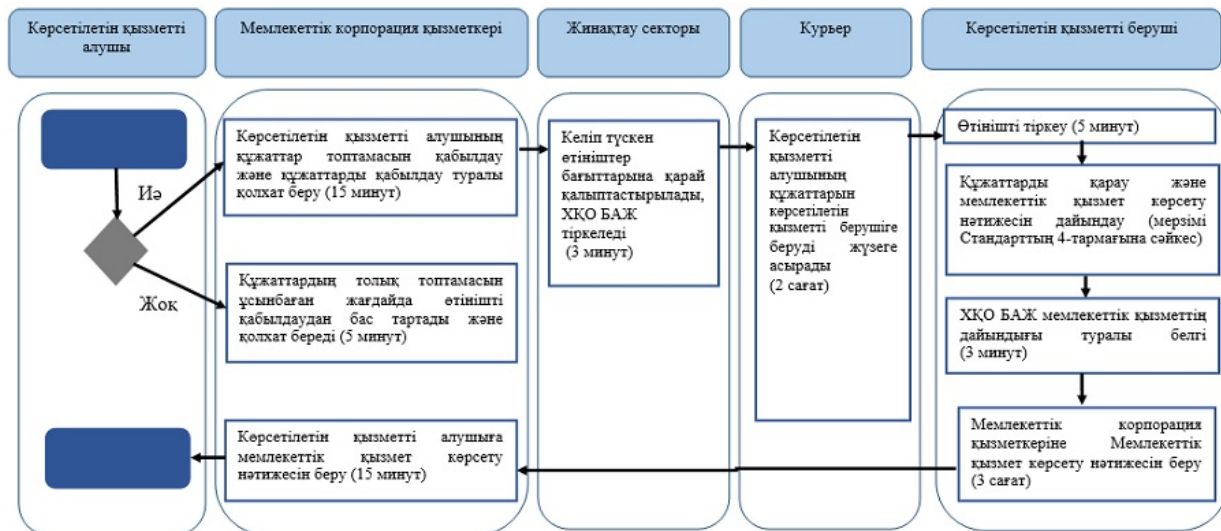 Көрсетілетін қызметті
алушы
Мемлекеттік корпорация қызметкері
Жинақтау секторы
Курьер
Көрсетілетін қызметті беруші
Иә
Жоқ
Көрсетілетін қызметті алушының
құжаттар топтамасын қабылдау
және құжаттарды қабылдау туралы
қолхат беру (15 минут)
Құжаттардың толық топтамасын
ұсынбаған жағдайда өтінішті
қабылдаудан бас тартады және
қолхат береді (5 минут)
Көрсетілетін қызметті алушыға
мемлекеттік қызмет көрсету
нәтижесін беру (15 минут)
Келіп түскен
өтініштер
бағыттарына қарай
қалыптастырылады,
ХҚО БАЖ
тіркеледі
(3 минут)
Көрсетілетін
қызметті
алушының
құжаттарын
көрсетілетін
қызметті берушіге
беруді жүзеге
асырады
(2 сағат)
Өтінішті тіркеу (5 минут)
Құжаттарды қарау және
мемлекеттік қызмет көрсету
нәтижесін дайындау (мерзімі
Стандарттың 4-тармағына сәйкес)
ХҚО БАЖ мемлекеттік қызметтің
дайындығы туралы белгі
(3 минут)
Мемлекеттік корпорация
қызметкеріне Мемлекеттік
қызмет көрсету нәтижесін беру
(3 сағат)